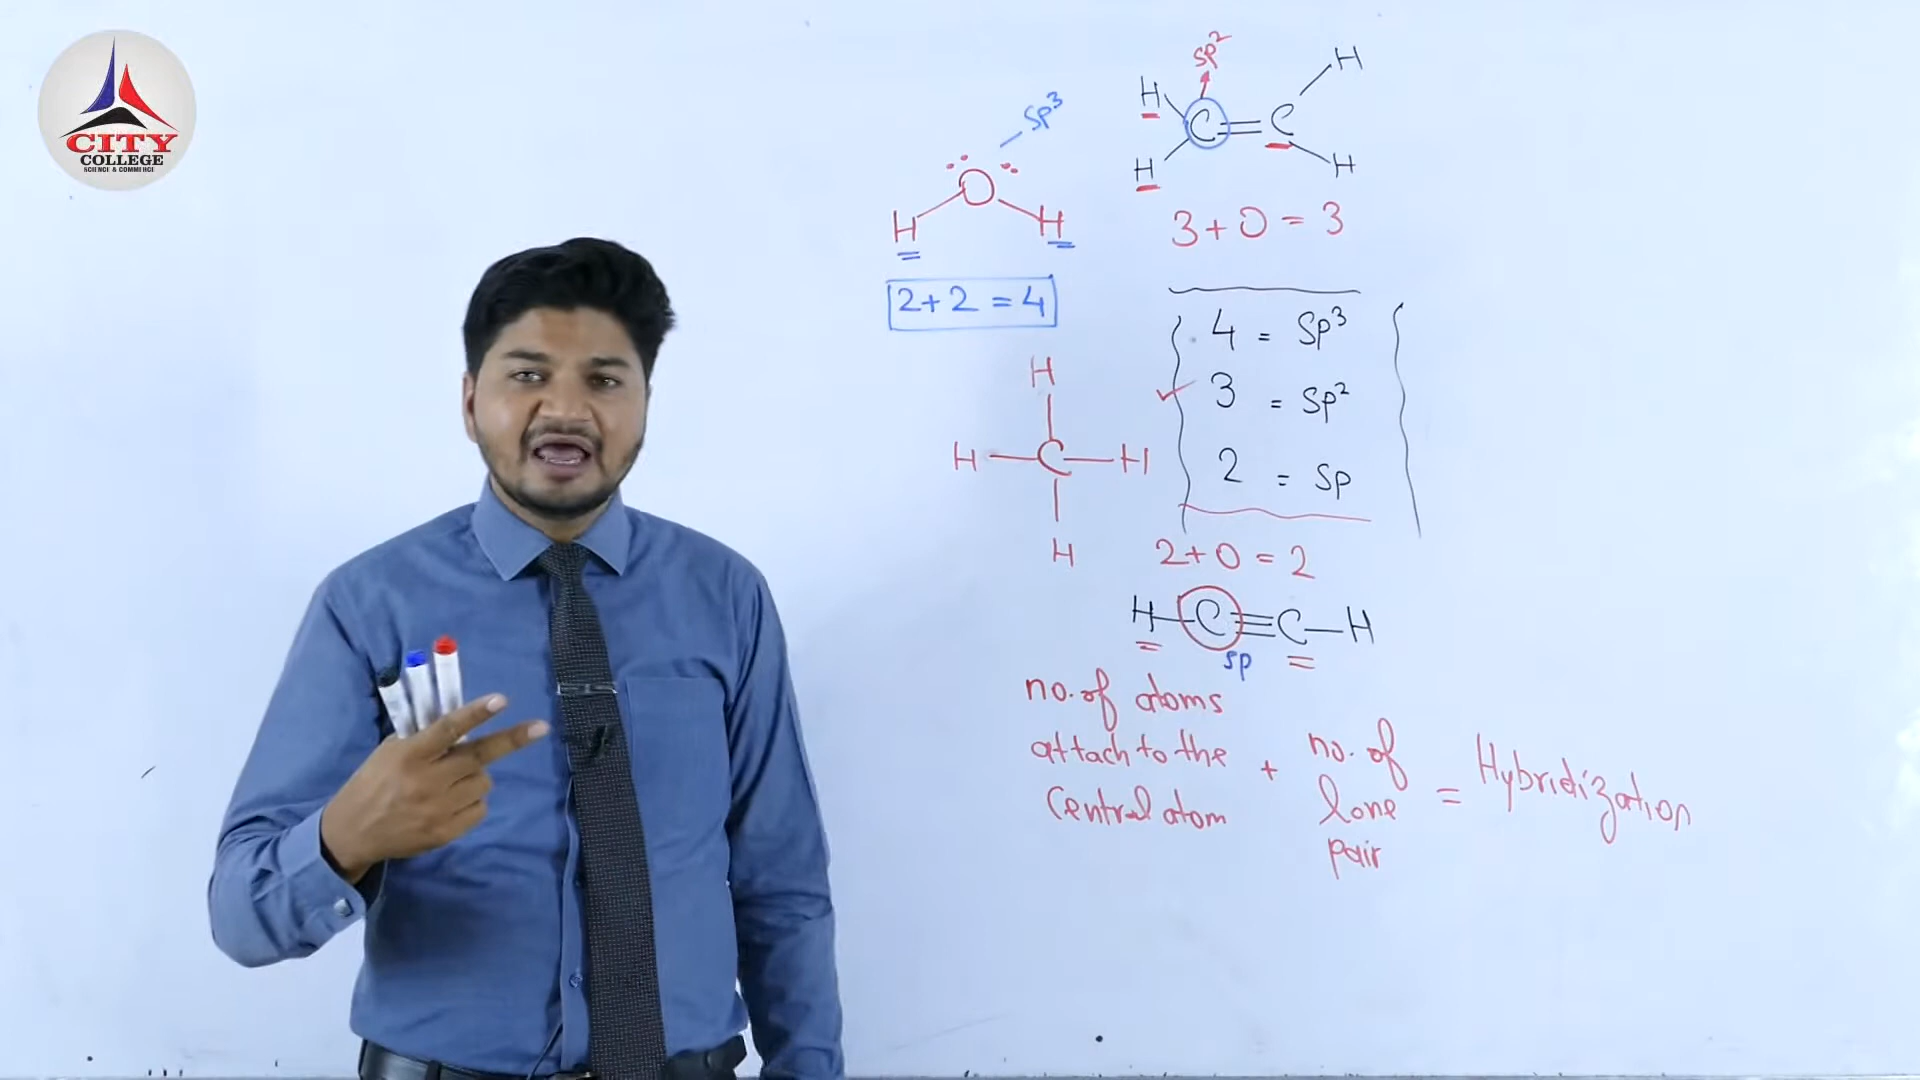 CITY
COLLEGE
SCIENCE & COMMERCE
sp²
H H
C = C
H H
3+0=3
sp³
O
H H
2+2=4
4 = sp³
3 = sp²
2 = sp
H
H C H
H
2+0=2
H-C≡C-H
sp
no. of atoms
attach to the
central atom
+
no. of
lone
pair
= Hybridization